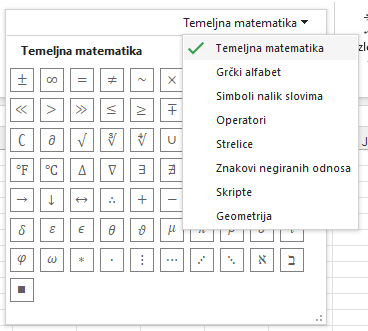 Temeljna matematika
Temeljna matematika
Temeljna matematika
Grčki alfabet
Simboli nalik slovima
Operatori
Strelice
Znakovi negiranih odnosa
Skripte
Geometrija
± ∞ = ≠ ~ ×
≪ > ≫ ≤ ≥ ∓
∁ ∂ √ ∛ ∜ ∪
℉ ℃ ∆ ∇ ∃ ∄
→ ↓ ↔ ∴ + −
δ ε ϵ θ ϑ μ π ρ
φ ω ∗ ∙ ⋮ ⋯ ⋰ ⋱ ℵ ℶ
∎